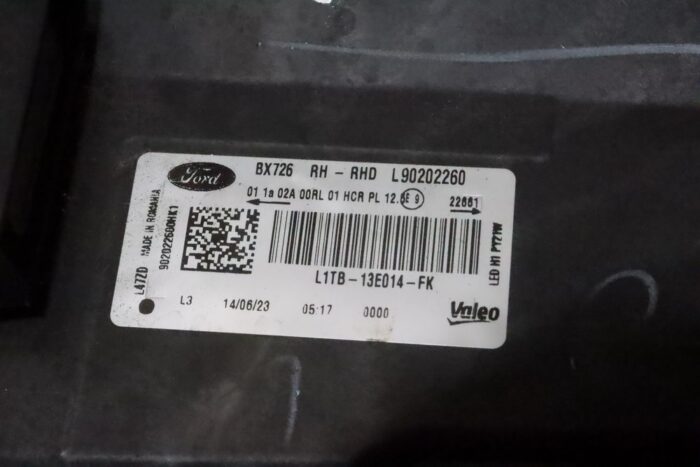 Ford
BX726 RH - RHD L90202260
01 1a 02A 00RL 01 HCR PL 12.5E 9 22661
L1TB-13E014-FK
L3 14/06/23 05:17 0000
Valeo
L47ZD MADE IN ROMANIA
902022600HK1
LED H1 PY21W